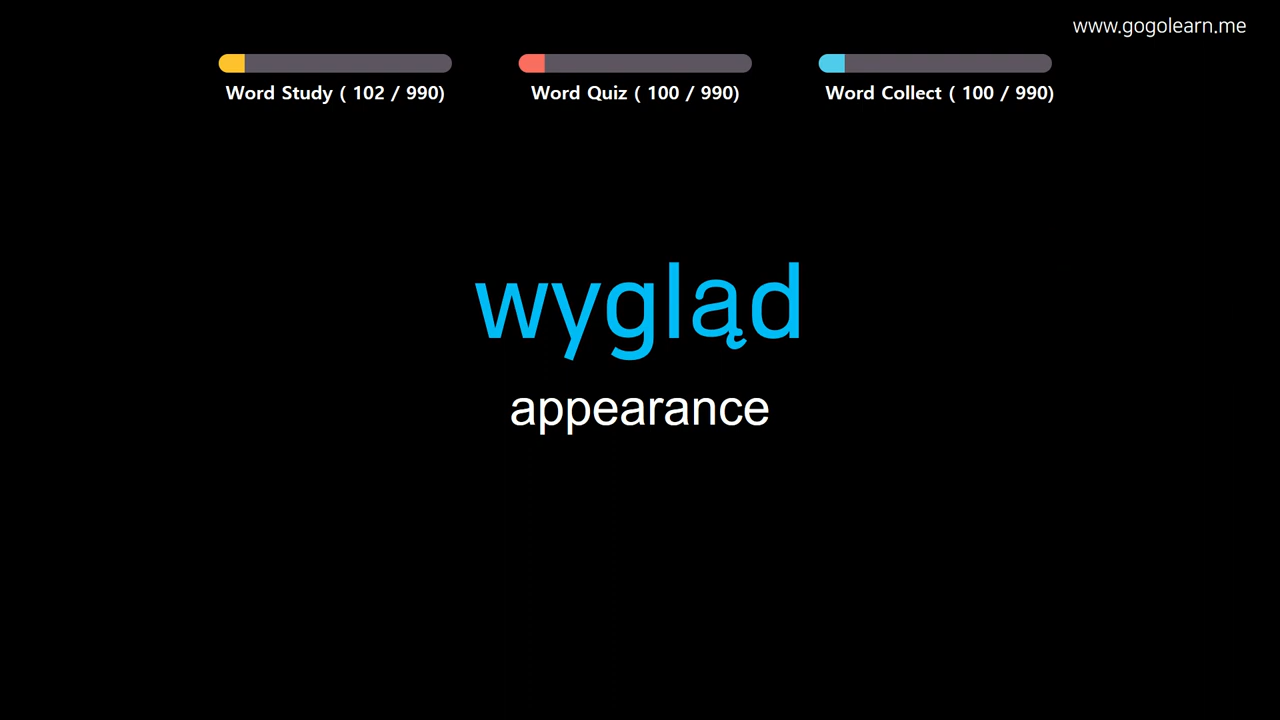 www.gogolearn.me
Word Study ( 102 / 990)
Word Quiz ( 100 / 990)
Word Collect ( 100 / 990)
wygląd
appearance